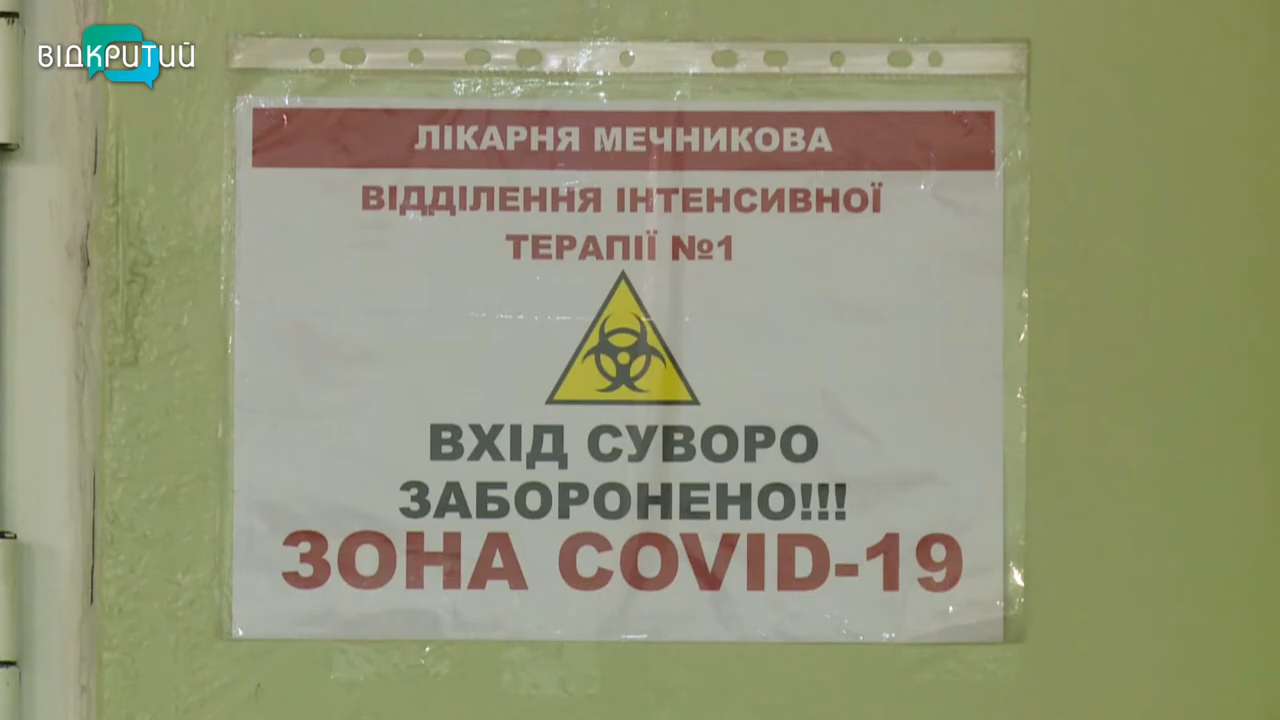 ВІДКРИТИЙ
ЛІКАРНЯ МЕЧНИКОВА
ВІДДІЛЕННЯ ІНТЕНСИВНОЇ
ТЕРАПІЇ №1
ВХІД СУВОРО
ЗАБОРОНЕНО!!!
ЗОНА COVID-19